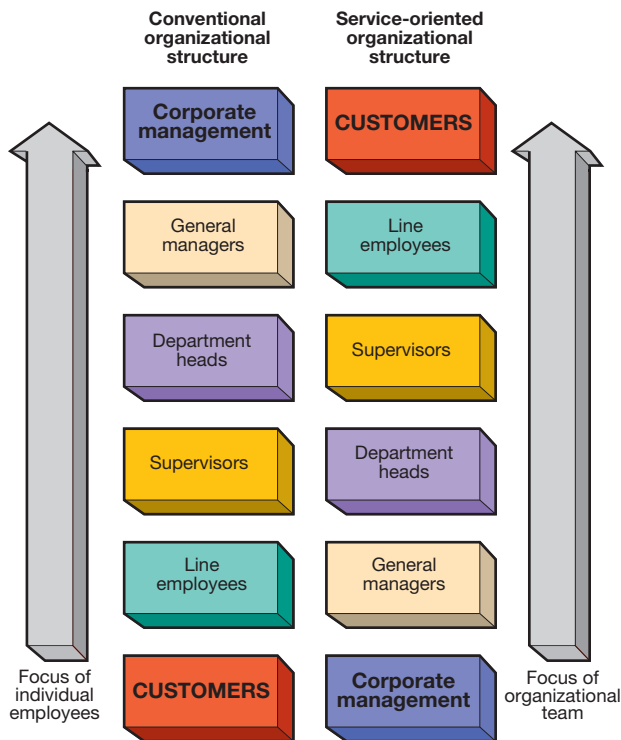 Conventional
organizational
structure
Service-oriented
organizational
structure
Corporate
management
CUSTOMERS
General
managers
Line
employees
Department
heads
Supervisors
Supervisors
Department
heads
Line
employees
General
managers
CUSTOMERS
Corporate
management
Focus of
individual
employees
Focus of
organizational
team